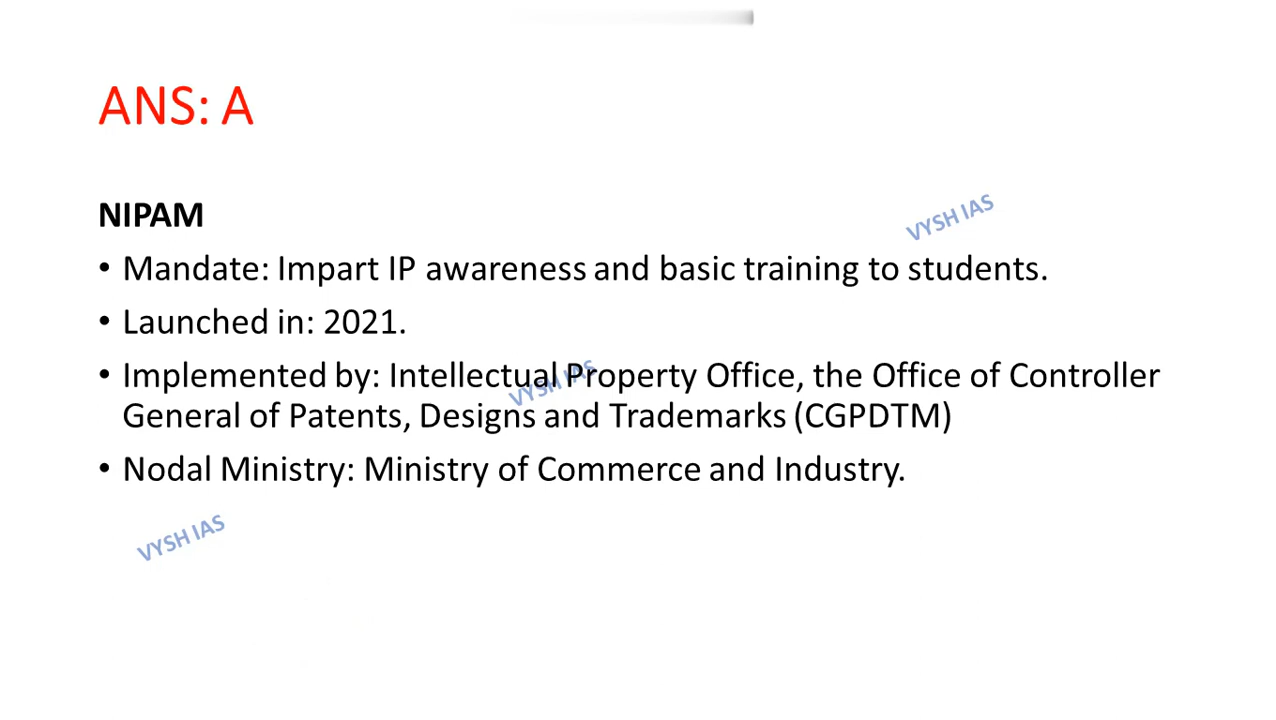 ANS: A
NIPAM
VYSH IAS
• Mandate: Impart IP awareness and basic training to students.
• Launched in: 2021.
• Implemented by: Intellectual Property Office, the Office of Controller
VYSH IAS
General of Patents, Designs and Trademarks (CGPDTM)
• Nodal Ministry: Ministry of Commerce and Industry.
VYSH IAS